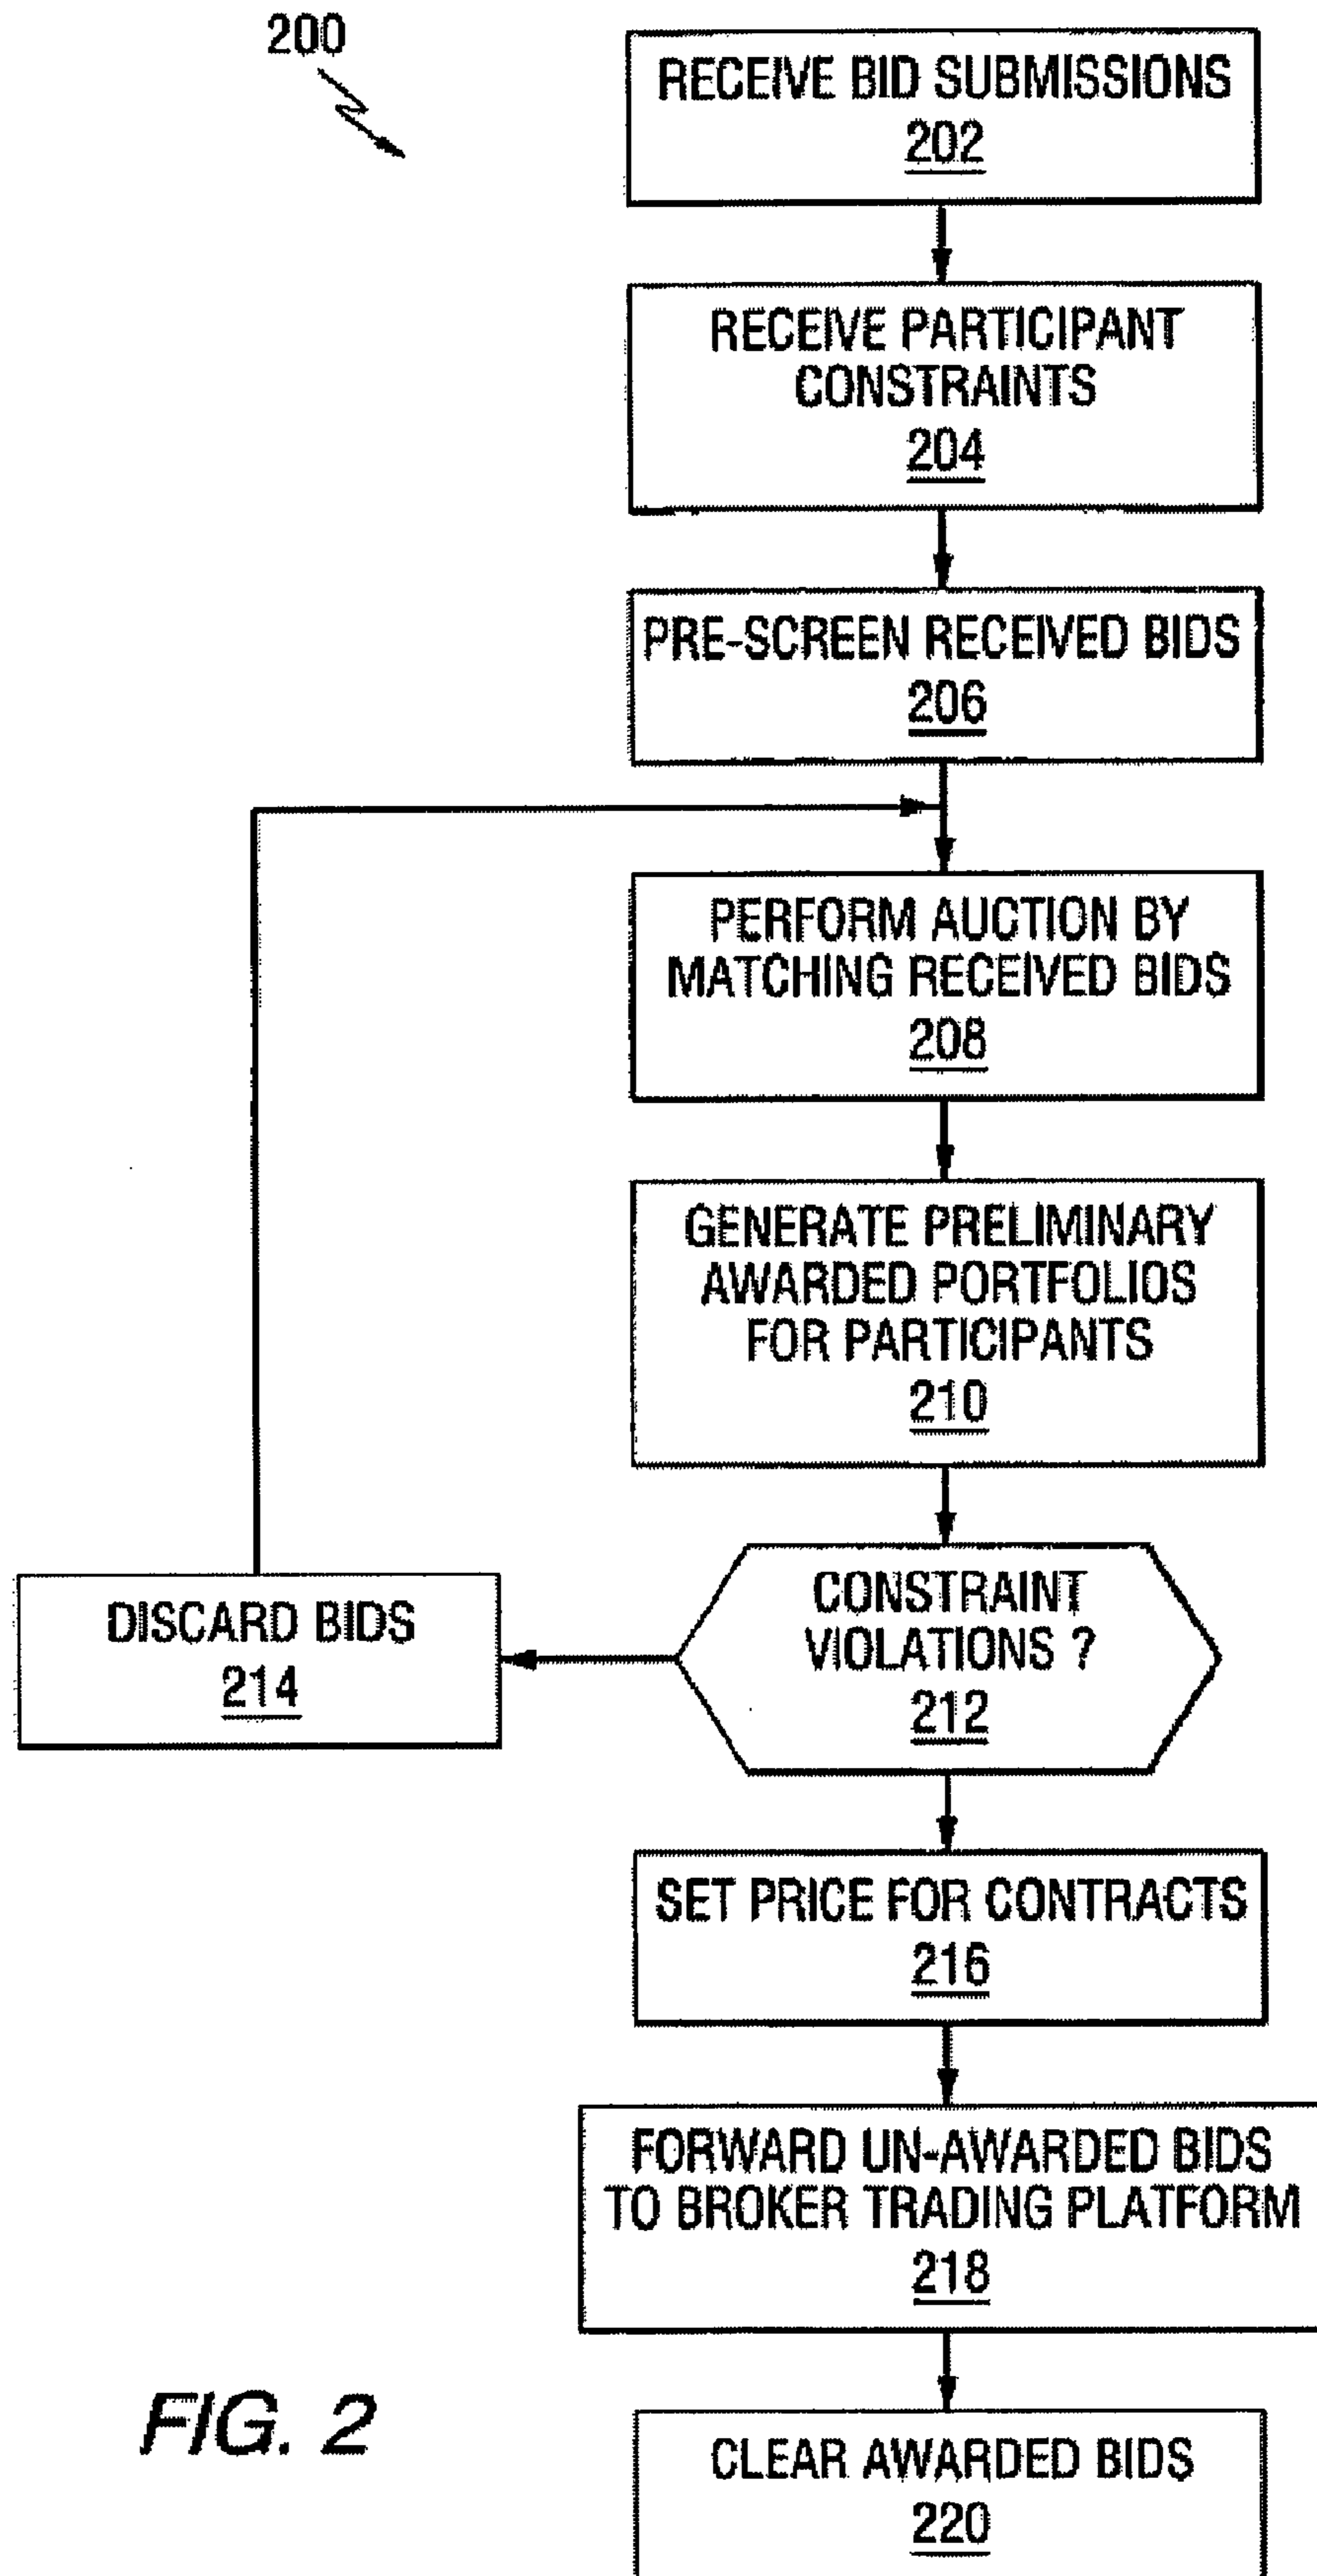 200
RECEIVE BID SUBMISSIONS
202
RECEIVE PARTICIPANT
CONSTRAINTS
204
PRE-SCREEN RECEIVED BIDS
206
PERFORM AUCTION BY
MATCHING RECEIVED BIDS
208
GENERATE PRELIMINARY
AWARDED PORTFOLIOS
FOR PARTICIPANTS
210
CONSTRAINT
VIOLATIONS ?
212
DISCARD BIDS
214
SET PRICE FOR CONTRACTS
216
FORWARD UN-AWARDED BIDS
TO BROKER TRADING PLATFORM
218
CLEAR AWARDED BIDS
220
FIG. 2